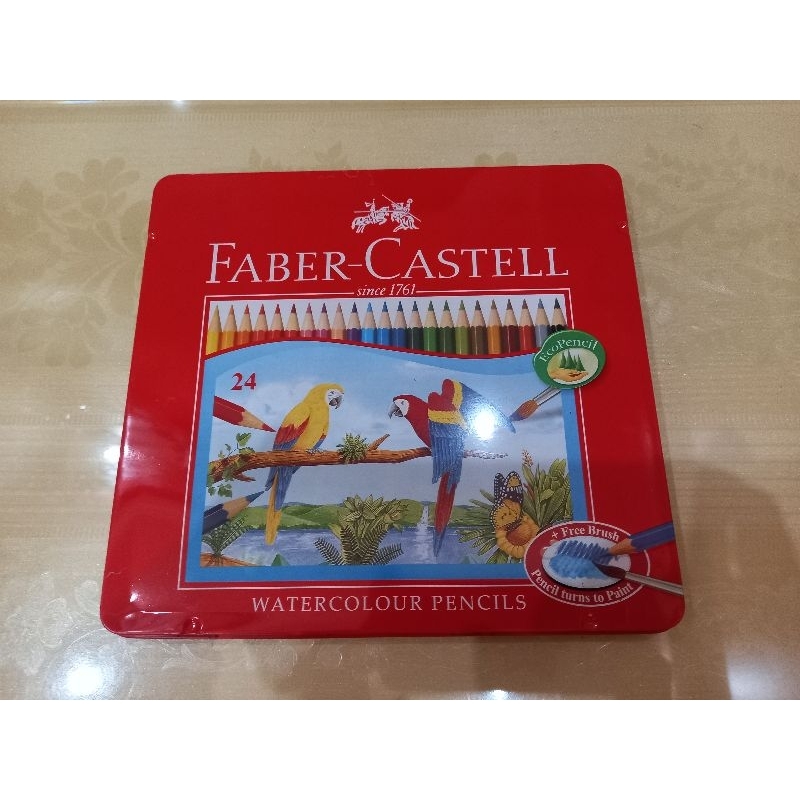 FABER-CASTELL
since 1761
EcoPencil
24
+ Free Brush
Pencil turns to Paint
WATERCOLOUR PENCILS